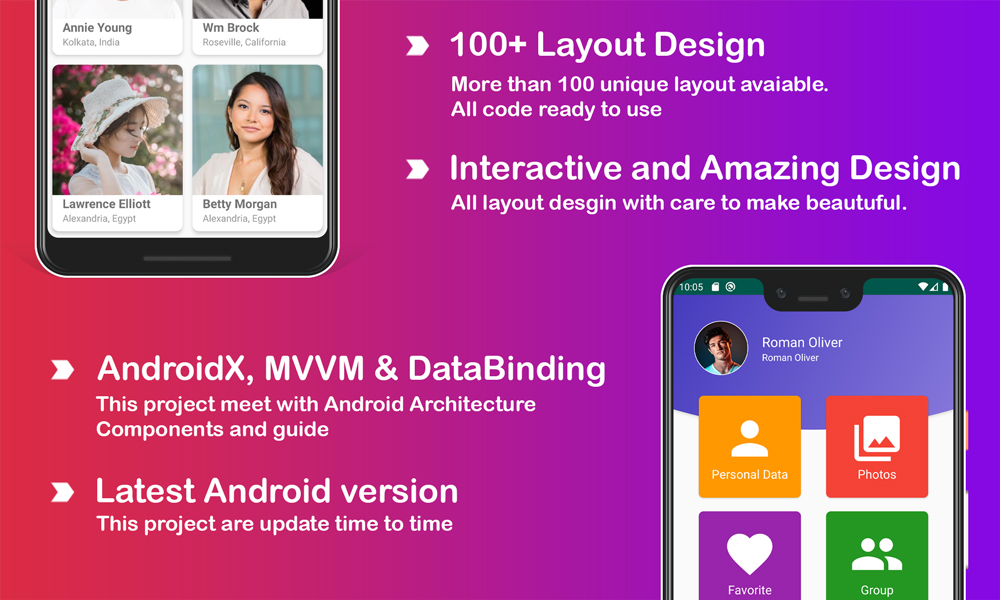 Annie Young
Kolkata, India
Wm Brock
Roseville, California
Lawrence Elliott
Alexandria, Egypt
Betty Morgan
Alexandria, Egypt
100+ Layout Design
More than 100 unique layout avaiable.
All code ready to use
Interactive and Amazing Design
All layout desgin with care to make beautuful.
AndroidX, MVVM & DataBinding
This project meet with Android Architecture
Components and guide
Latest Android version
This project are update time to time
10:05
Roman Oliver
Roman Oliver
Personal Data
Photos
Favorite
Group